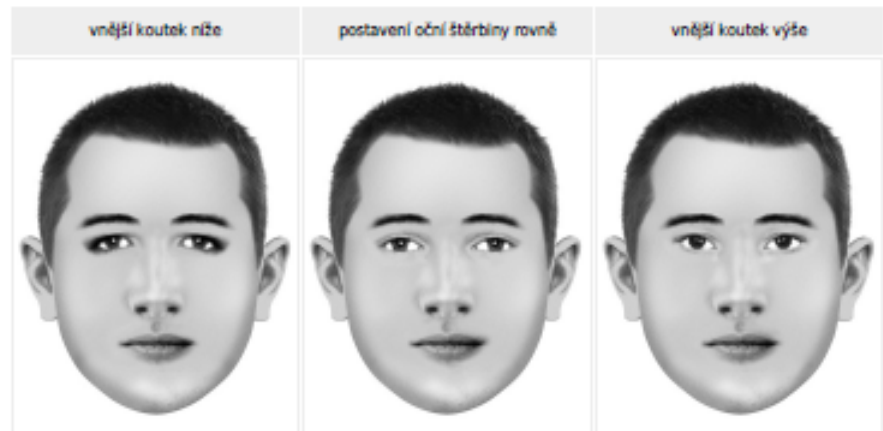 vnější koutek níže
postavení oční štěrbiny rovně
vnější koutek výše